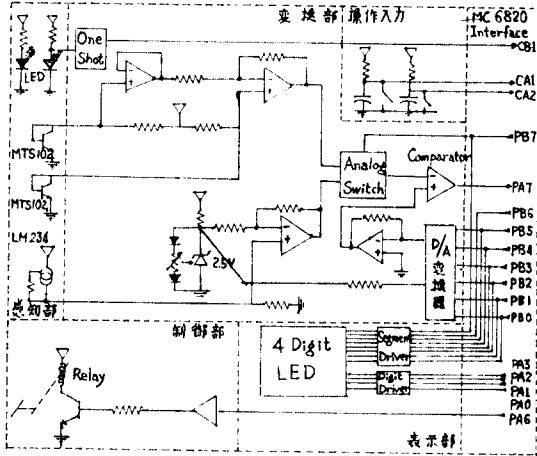 変換部
操作入力
MC 6820
Interface
One
Shot
LED
CB1
CA1
CA2
MTS102
MTS102
PB7
Analog
Switch
Comparator
PA7
PB6
PB5
PB4
PB3
PB2
PB1
PB0
D/A
変換器
LM234
2.5V
感知部
制御部
4 Digit
LED
Segment
Driver
Digit
Driver
PA3
PA2
PA1
PA0
PA6
Relay
表示部